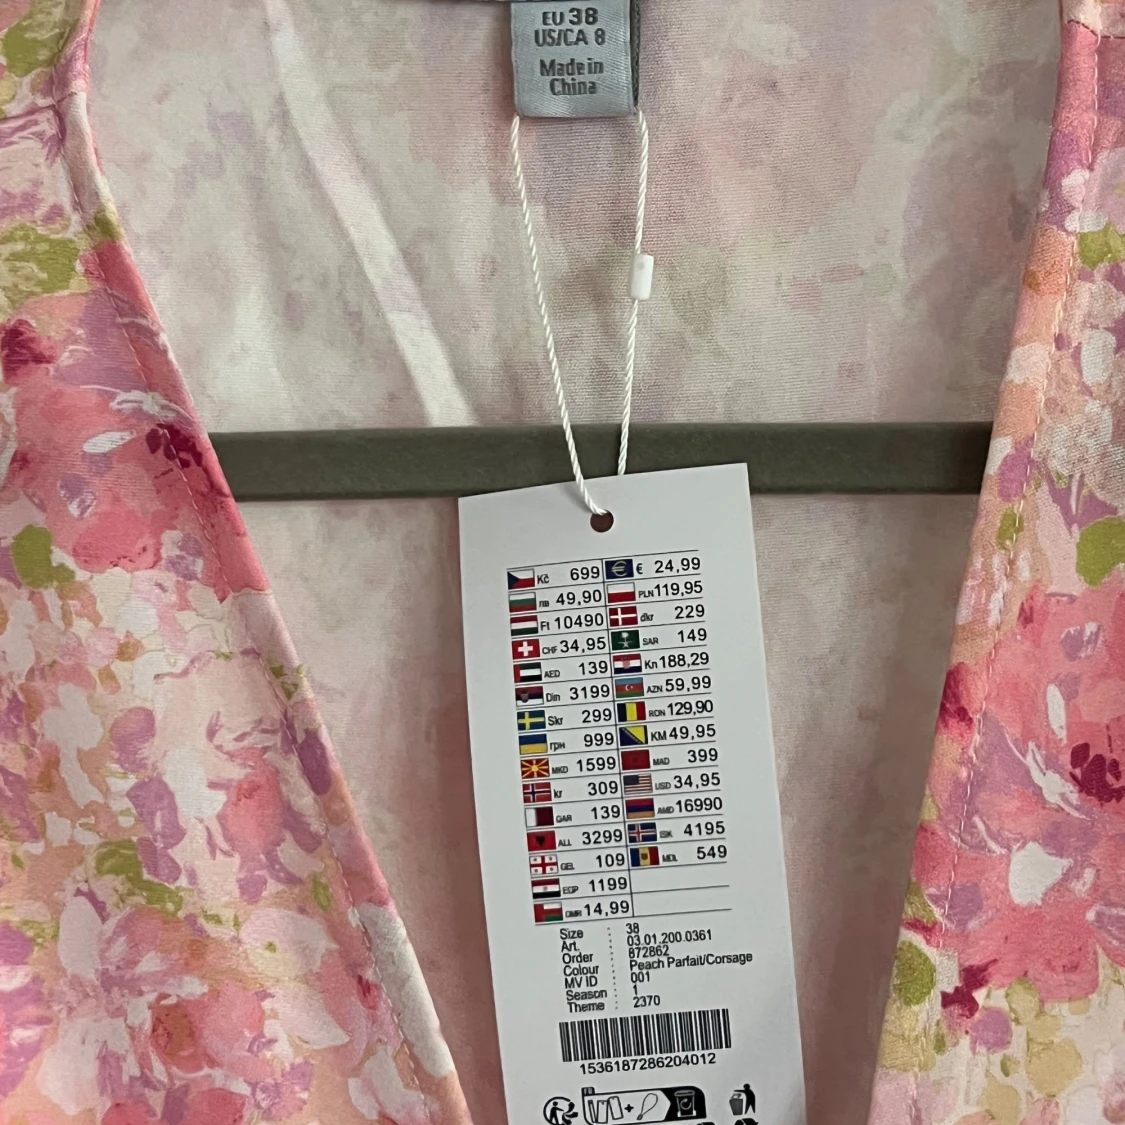 EU 38
US/CA 8
Made in
China
Kč 699 € 24,99
лв 49,90 PLN 119,95
Ft 10490 dkr 229
CHF 34,95 SAR 149
AED 139 Kn 188,29
Din 3199 AZN 59,99
Skr 299 RON 129,90
грн 999 KM 49,95
MKD 1599 MAD 399
kr 309 USD 34,95
QAR 139 AMD 16990
ALL 3299 ISK 4195
GEL 109 MDL 549
EGP 1199
OMR 14,99
Size : 38
Art. : 03.01.200.0361
Order : 872862
Colour : Peach Parfait/Corsage
MV ID : 001
Season : 1
Theme : 2370
1536187286204012
FR